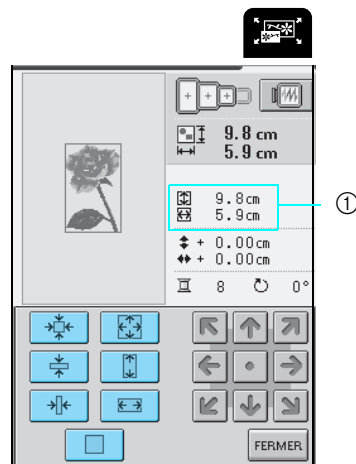 9.8 cm
5.9 cm
9.8cm
5.9cm
①
+ 0.00cm
+ 0.00cm
8 0°
FERMER